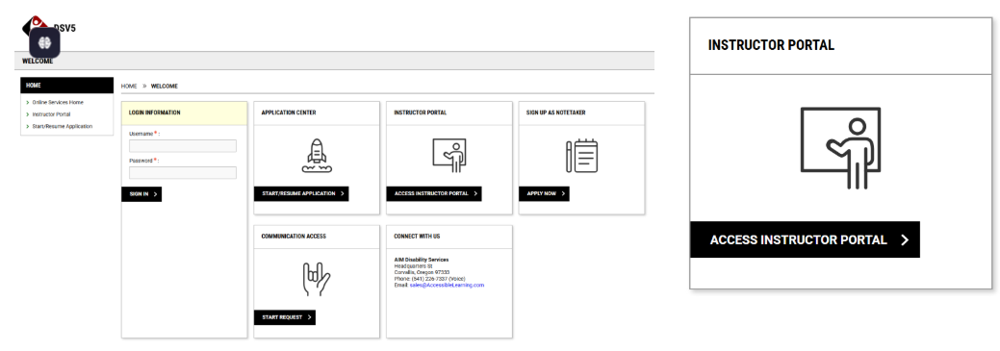 DSV5
WELCOME
HOME
> Online Services Home
> Instructor Portal
> Start/Resume Application
HOME » WELCOME
LOGIN INFORMATION
Username * :
Password * :
SIGN IN >
APPLICATION CENTER
START/RESUME APPLICATION >
INSTRUCTOR PORTAL
ACCESS INSTRUCTOR PORTAL >
SIGN UP AS NOTETAKER
APPLY NOW >
COMMUNICATION ACCESS
START REQUEST >
CONNECT WITH US
AIM Disability Services
Headquarters St
Corvallis, Oregon 97333
Phone: (541) 226-7337 (Voice)
Email: sales@AccessibleLearning.com
INSTRUCTOR PORTAL
ACCESS INSTRUCTOR PORTAL >